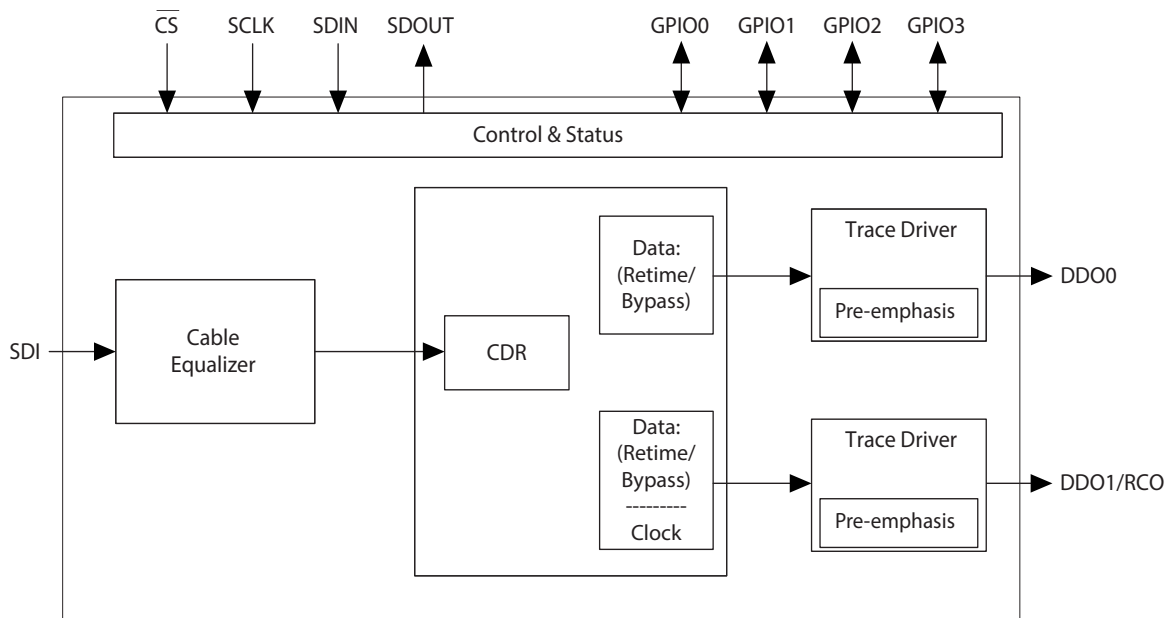 CS SCLK SDIN SDOUT GPIO0 GPIO1 GPIO2 GPIO3
Control & Status
SDI
Cable
Equalizer
CDR
Data:
(Retime/
Bypass)
Trace Driver
Pre-emphasis
DDO0
Data:
(Retime/
Bypass)
---------
Clock
Trace Driver
Pre-emphasis
DDO1/RCO